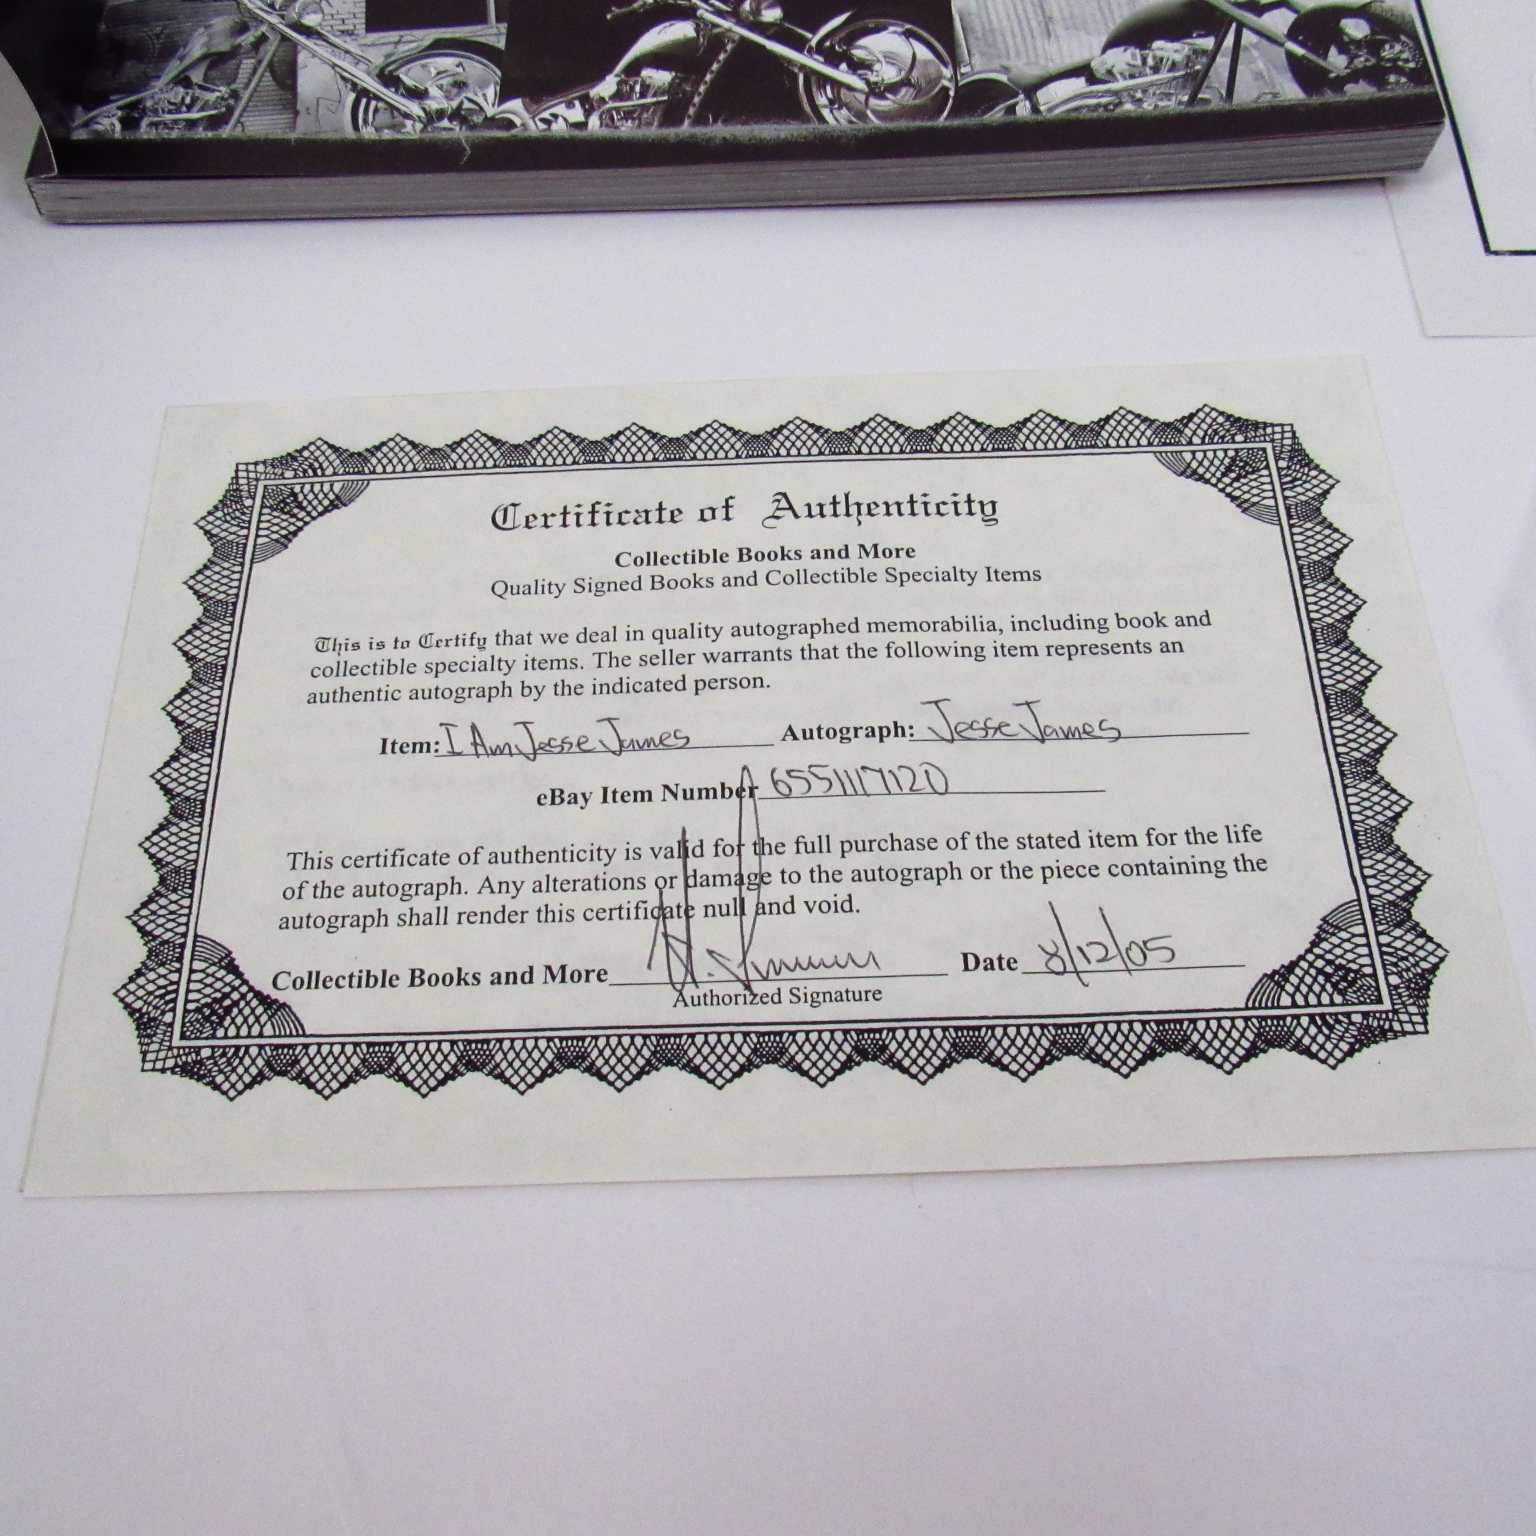 Certificate of Authenticity
Collectible Books and More
Quality Signed Books and Collectible Specialty Items
This is to Certify that we deal in quality autographed memorabilia, including book and
collectible specialty items. The seller warrants that the following item represents an
authentic autograph by the indicated person.
Item: I Am Jesse James Autograph: Jesse James
eBay Item Number 6551117120
This certificate of authenticity is valid for the full purchase of the stated item for the life
of the autograph. Any alterations or damage to the autograph or the piece containing the
autograph shall render this certificate null and void.
Collectible Books and More Date 8/12/05
Authorized Signature